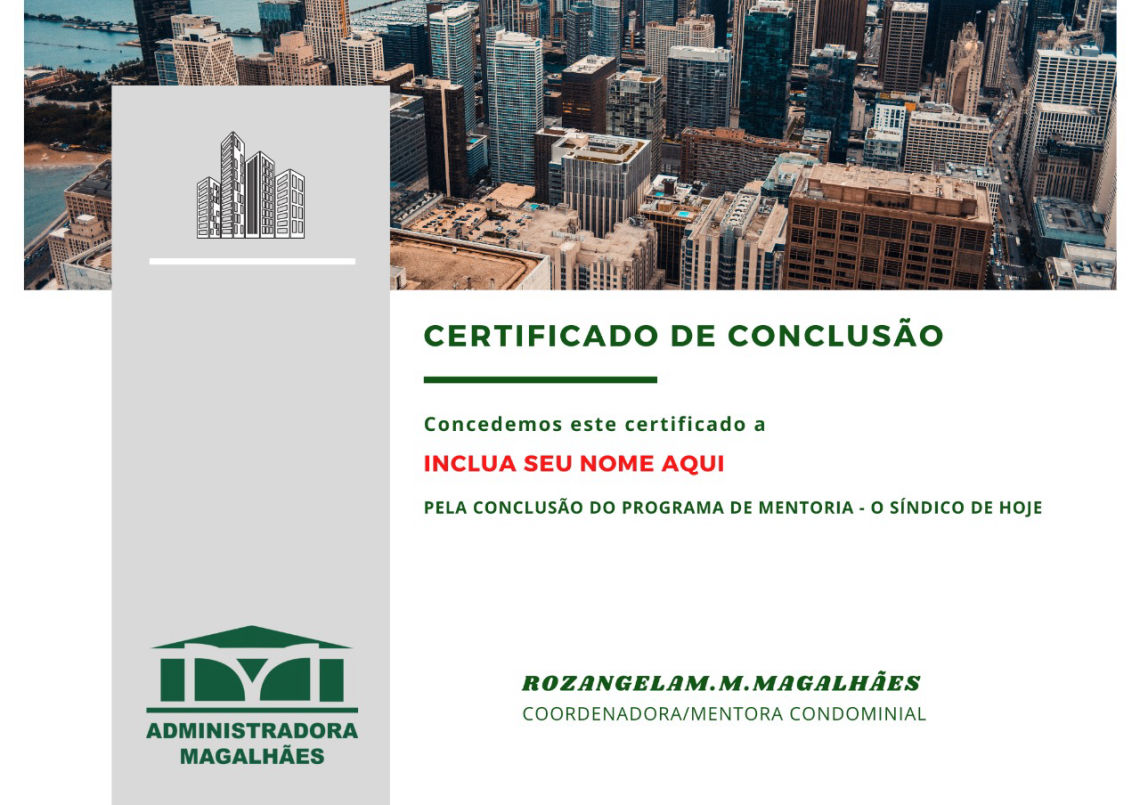 CERTIFICADO DE CONCLUSÃO
Concedemos este certificado a
INCLUA SEU NOME AQUI
PELA CONCLUSÃO DO PROGRAMA DE MENTORIA - O SÍNDICO DE HOJE
ROZANGELAM.M.MAGALHÃES
COORDENADORA/MENTORA CONDOMINIAL
ADMINISTRADORA
MAGALHÃES